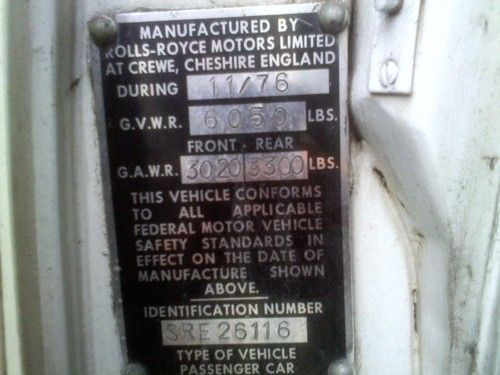 MANUFACTURED BY
ROLLS-ROYCE MOTORS LIMITED
AT CREWE, CHESHIRE ENGLAND
DURING 11/76
G.V.W.R. 6050 LBS.
FRONT - REAR
G.A.W.R. 3020 3300 LBS.
THIS VEHICLE CONFORMS
TO ALL APPLICABLE
FEDERAL MOTOR VEHICLE
SAFETY STANDARDS IN
EFFECT ON THE DATE OF
MANUFACTURE SHOWN
ABOVE.
IDENTIFICATION NUMBER
SRE 26116
TYPE OF VEHICLE
PASSENGER CAR